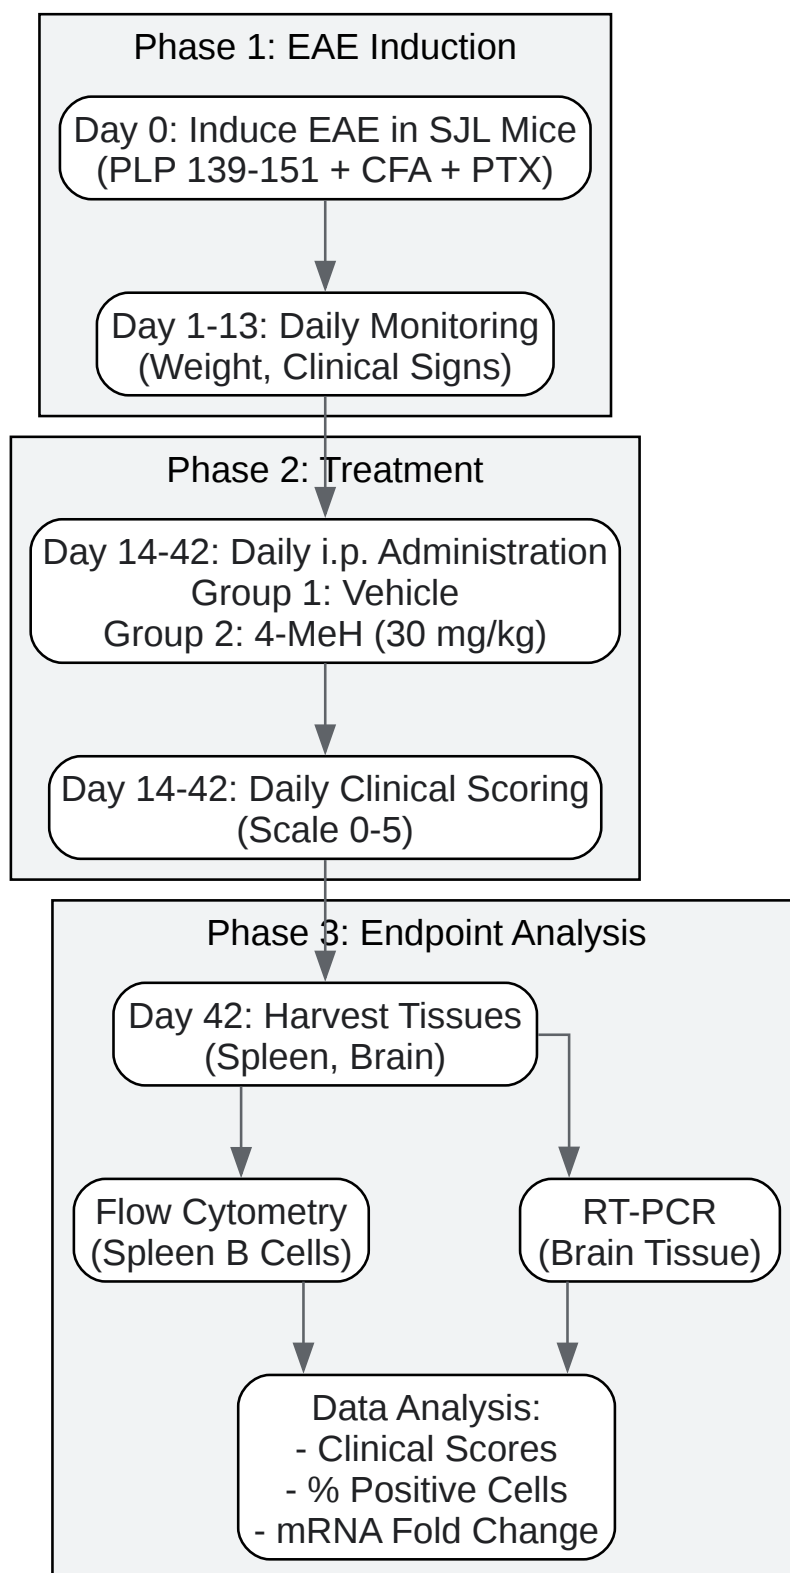 Phase 1: EAE Induction
Day 0: Induce EAE in SJL Mice
(PLP 139-151 + CFA + PTX)
Day 1-13: Daily Monitoring
(Weight, Clinical Signs)
Phase 2: Treatment
Day 14-42: Daily i.p. Administration
Group 1: Vehicle
Group 2: 4-MeH (30 mg/kg)
Day 14-42: Daily Clinical Scoring
(Scale 0-5)
Phase 3: Endpoint Analysis
Day 42: Harvest Tissues
(Spleen, Brain)
Flow Cytometry
(Spleen B Cells)
RT-PCR
(Brain Tissue)
Data Analysis:
- Clinical Scores
- % Positive Cells
- mRNA Fold Change